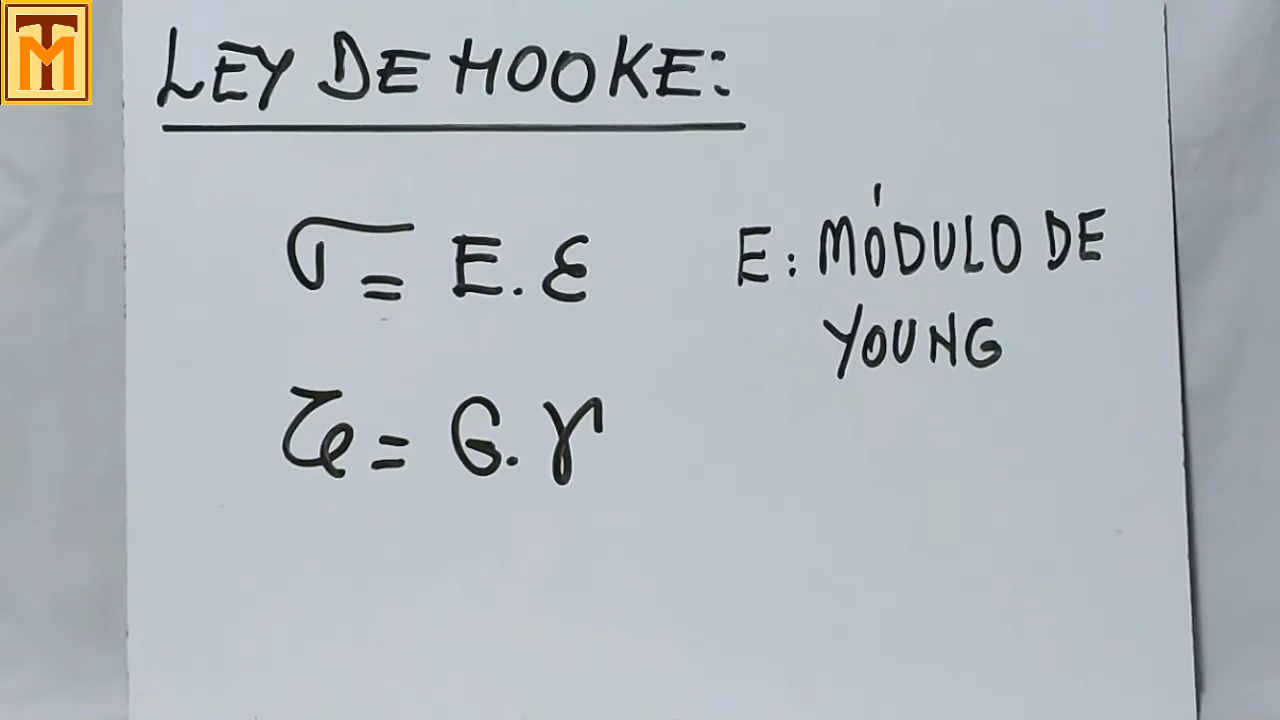 TM
LEY DE HOOKE:
σ = E . ε
E: MÓDULO DE
YOUNG
τ = G . γ